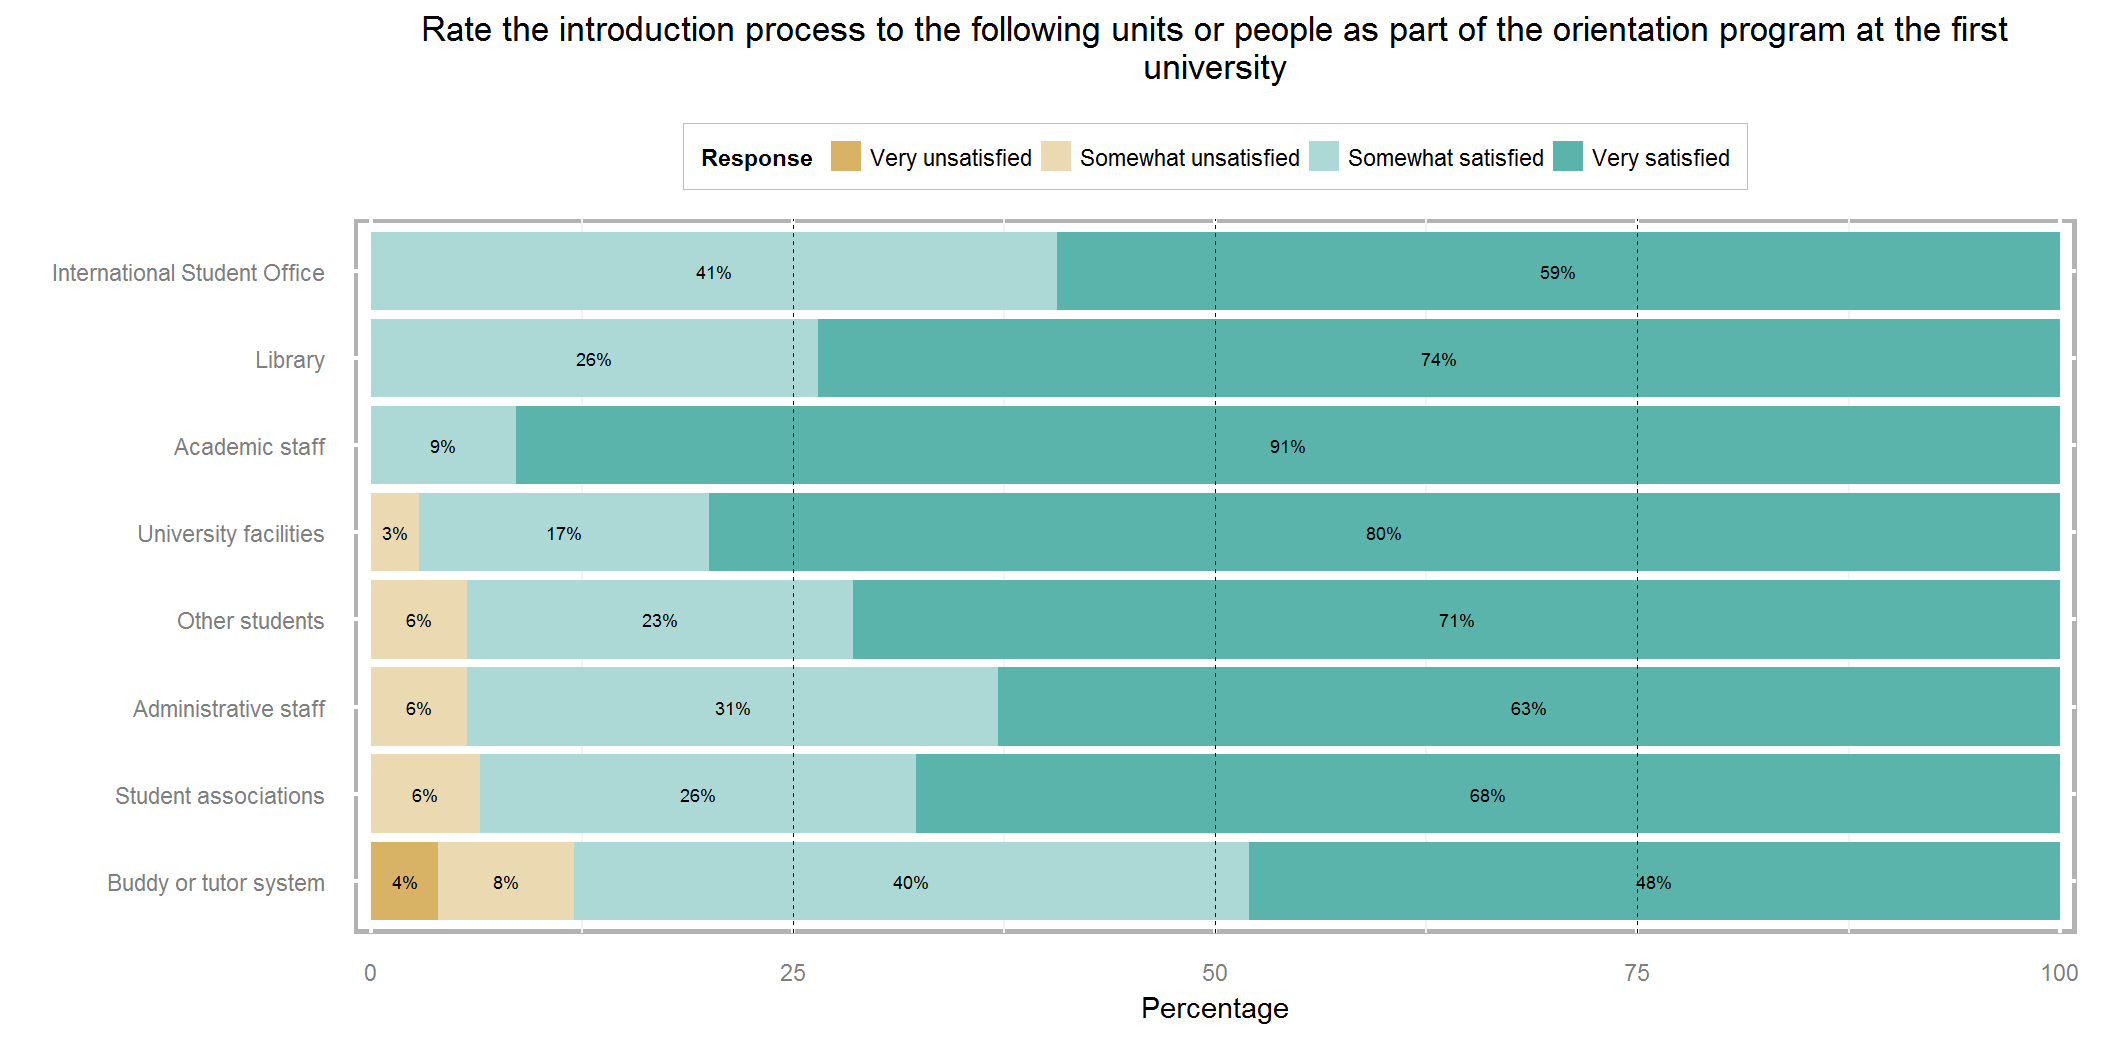 Rate the introduction process to the following units or people as part of the orientation program at the first
university
Response Very unsatisfied Somewhat unsatisfied Somewhat satisfied Very satisfied
International Student Office 41% 59%
Library 26% 74%
Academic staff 9% 91%
University facilities 3% 17% 80%
Other students 6% 23% 71%
Administrative staff 6% 31% 63%
Student associations 6% 26% 68%
Buddy or tutor system 4% 8% 40% 48%
0 25 50 75 100
Percentage